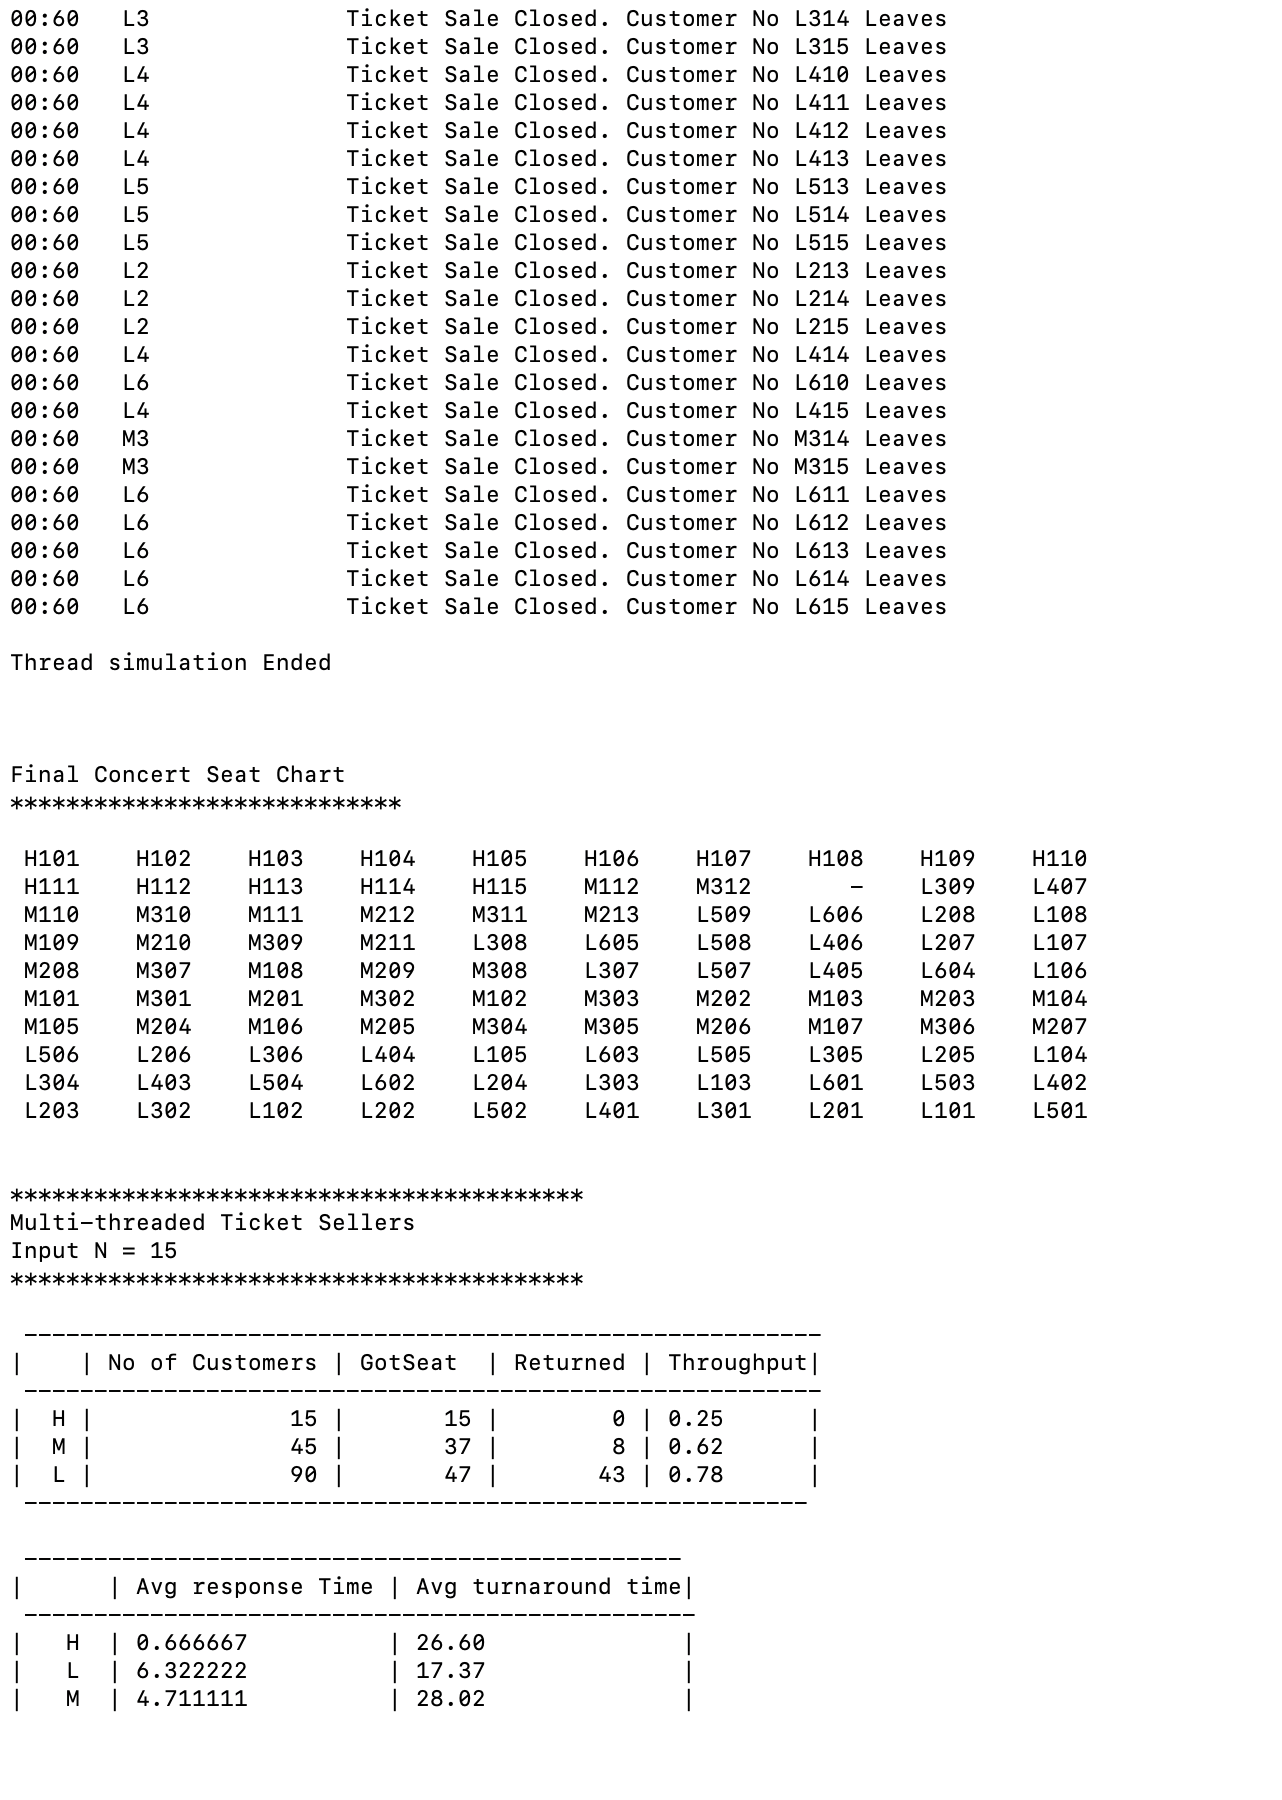 00:60   L3                Ticket Sale Closed. Customer No L314 Leaves
00:60   L3                Ticket Sale Closed. Customer No L315 Leaves
00:60   L4                Ticket Sale Closed. Customer No L410 Leaves
00:60   L4                Ticket Sale Closed. Customer No L411 Leaves
00:60   L4                Ticket Sale Closed. Customer No L412 Leaves
00:60   L4                Ticket Sale Closed. Customer No L413 Leaves
00:60   L5                Ticket Sale Closed. Customer No L513 Leaves
00:60   L5                Ticket Sale Closed. Customer No L514 Leaves
00:60   L5                Ticket Sale Closed. Customer No L515 Leaves
00:60   L2                Ticket Sale Closed. Customer No L213 Leaves
00:60   L2                Ticket Sale Closed. Customer No L214 Leaves
00:60   L2                Ticket Sale Closed. Customer No L215 Leaves
00:60   L4                Ticket Sale Closed. Customer No L414 Leaves
00:60   L6                Ticket Sale Closed. Customer No L610 Leaves
00:60   L4                Ticket Sale Closed. Customer No L415 Leaves
00:60   M3                Ticket Sale Closed. Customer No M314 Leaves
00:60   M3                Ticket Sale Closed. Customer No M315 Leaves
00:60   L6                Ticket Sale Closed. Customer No L611 Leaves
00:60   L6                Ticket Sale Closed. Customer No L612 Leaves
00:60   L6                Ticket Sale Closed. Customer No L613 Leaves
00:60   L6                Ticket Sale Closed. Customer No L614 Leaves
00:60   L6                Ticket Sale Closed. Customer No L615 Leaves

Thread simulation Ended

Final Concert Seat Chart
****************************

 H101    H102    H103    H104    H105    H106    H107    H108    H109    H110
 H111    H112    H113    H114    H115    M112    M312       -    L309    L407
 M110    M310    M111    M212    M311    M213    L509    L606    L208    L108
 M109    M210    M309    M211    L308    L605    L508    L406    L207    L107
 M208    M307    M108    M209    M308    L307    L507    L405    L604    L106
 M101    M301    M201    M302    M102    M303    M202    M103    M203    M104
 M105    M204    M106    M205    M304    M305    M206    M107    M306    M207
 L506    L206    L306    L404    L105    L603    L505    L305    L205    L104
 L304    L403    L504    L602    L204    L303    L103    L601    L503    L402
 L203    L302    L102    L202    L502    L401    L301    L201    L101    L501

*****************************************
Multi-threaded Ticket Sellers
Input N = 15
*****************************************

 ---------------------------------------------------------
|    | No of Customers | GotSeat  | Returned | Throughput|
 ---------------------------------------------------------
|  H |              15 |       15 |        0 | 0.25      |
|  M |              45 |       37 |        8 | 0.62      |
|  L |              90 |       47 |       43 | 0.78      |
 --------------------------------------------------------

 -----------------------------------------------
|      | Avg response Time | Avg turnaround time|
 ------------------------------------------------
|   H  | 0.666667          | 26.60              |
|   L  | 6.322222          | 17.37              |
|   M  | 4.711111          | 28.02              |